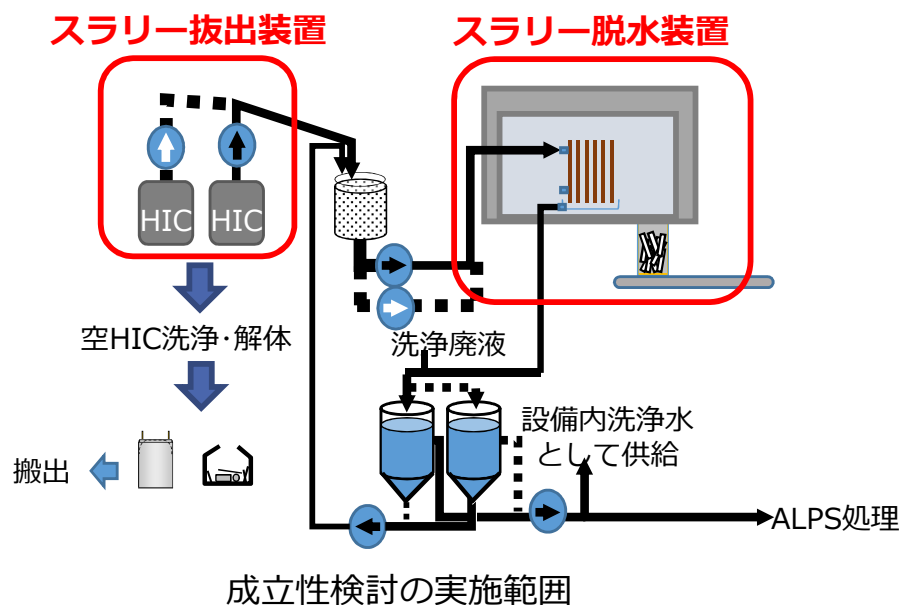 スラリー抜出装置
スラリー脱水装置
HIC
HIC
空HIC洗浄・解体
洗浄廃液
設備内洗浄水
として供給
搬出
ALPS処理
成立性検討の実施範囲